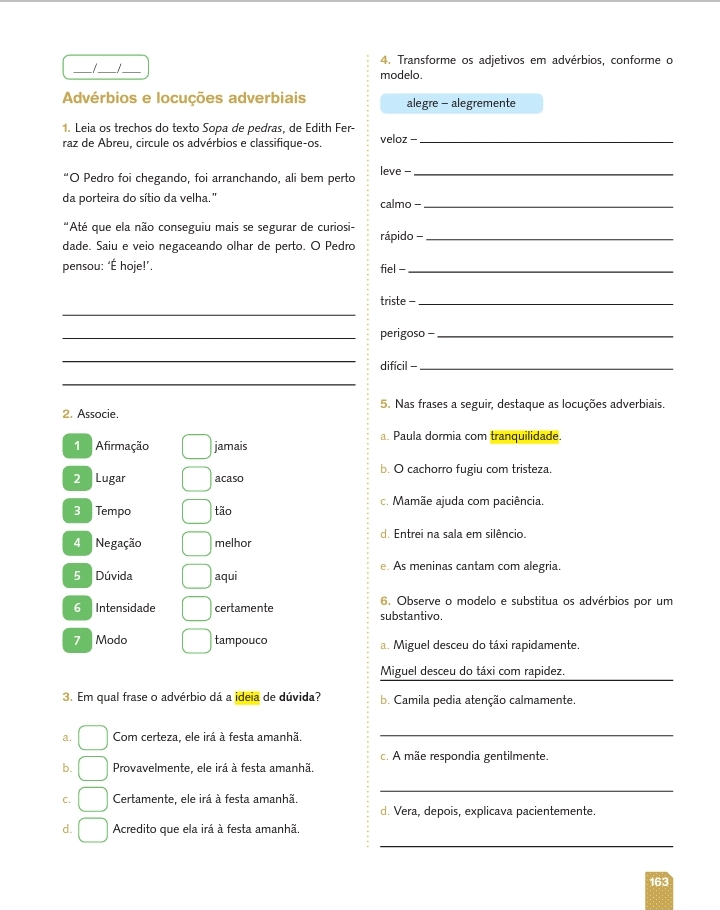 ___/___/___
Advérbios e locuções adverbiais
1. Leia os trechos do texto Sopa de pedras, de Edith Fer-
raz de Abreu, circule os advérbios e classifique-os.
“O Pedro foi chegando, foi arranchando, ali bem perto
da porteira do sítio da velha.”
“Até que ela não conseguiu mais se segurar de curiosi-
dade. Saiu e veio negaceando olhar de perto. O Pedro
pensou: ‘É hoje!’.
2. Associe.
1 Afirmação jamais
2 Lugar acaso
3 Tempo tão
4 Negação melhor
5 Dúvida aqui
6 Intensidade certamente
7 Modo tampouco
3. Em qual frase o advérbio dá a ideia de dúvida?
a. Com certeza, ele irá à festa amanhã.
b. Provavelmente, ele irá à festa amanhã.
c. Certamente, ele irá à festa amanhã.
d. Acredito que ela irá à festa amanhã.
4. Transforme os adjetivos em advérbios, conforme o
modelo.
alegre – alegremente
veloz –
leve –
calmo –
rápido –
fiel –
triste –
perigoso –
difícil –
5. Nas frases a seguir, destaque as locuções adverbiais.
a. Paula dormia com tranquilidade.
b. O cachorro fugiu com tristeza.
c. Mamãe ajuda com paciência.
d. Entrei na sala em silêncio.
e. As meninas cantam com alegria.
6. Observe o modelo e substitua os advérbios por um
substantivo.
a. Miguel desceu do táxi rapidamente.
Miguel desceu do táxi com rapidez.
b. Camila pedia atenção calmamente.
c. A mãe respondia gentilmente.
d. Vera, depois, explicava pacientemente.
163